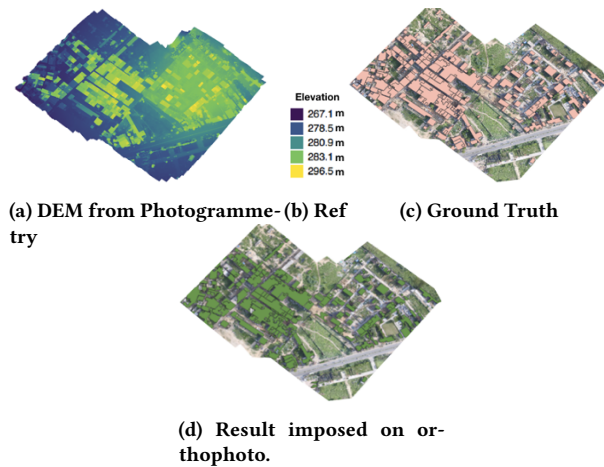 Elevation
267.1 m
278.5 m
280.9 m
283.1 m
296.5 m
(a) DEM from Photogramme-
try
(b) Ref
(c) Ground Truth
(d) Result imposed on or-
thophoto.